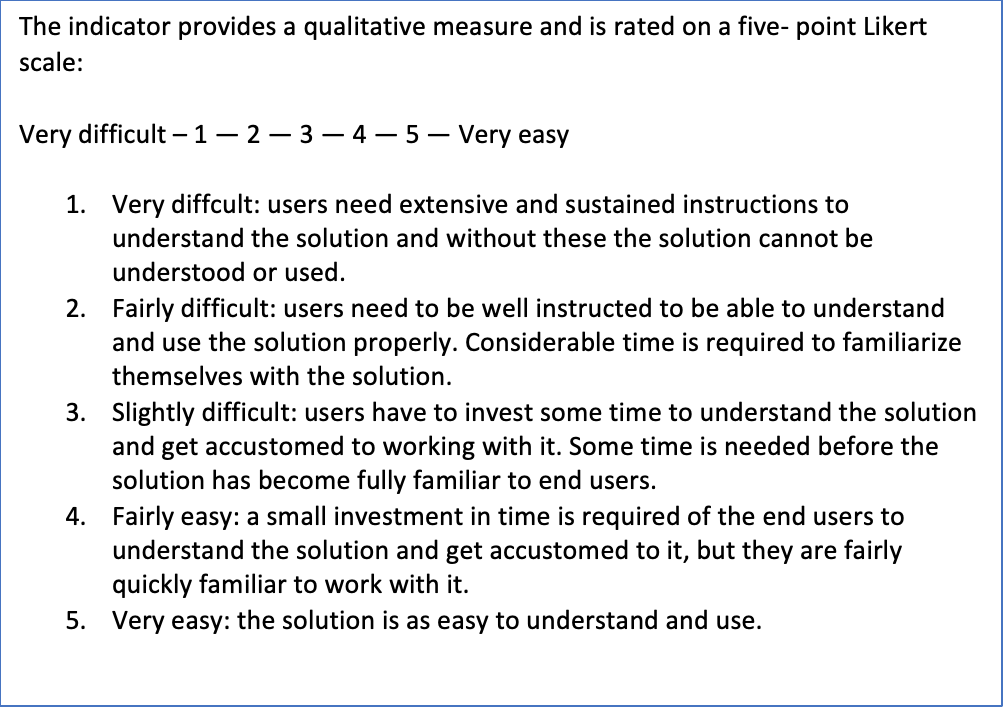 The indicator provides a qualitative measure and is rated on a five- point Likert
scale:
Very difficult – 1 — 2 — 3 — 4 — 5 — Very easy
1. Very diffcult: users need extensive and sustained instructions to
understand the solution and without these the solution cannot be
understood or used.
2. Fairly difficult: users need to be well instructed to be able to understand
and use the solution properly. Considerable time is required to familiarize
themselves with the solution.
3. Slightly difficult: users have to invest some time to understand the solution
and get accustomed to working with it. Some time is needed before the
solution has become fully familiar to end users.
4. Fairly easy: a small investment in time is required of the end users to
understand the solution and get accustomed to it, but they are fairly
quickly familiar to work with it.
5. Very easy: the solution is as easy to understand and use.